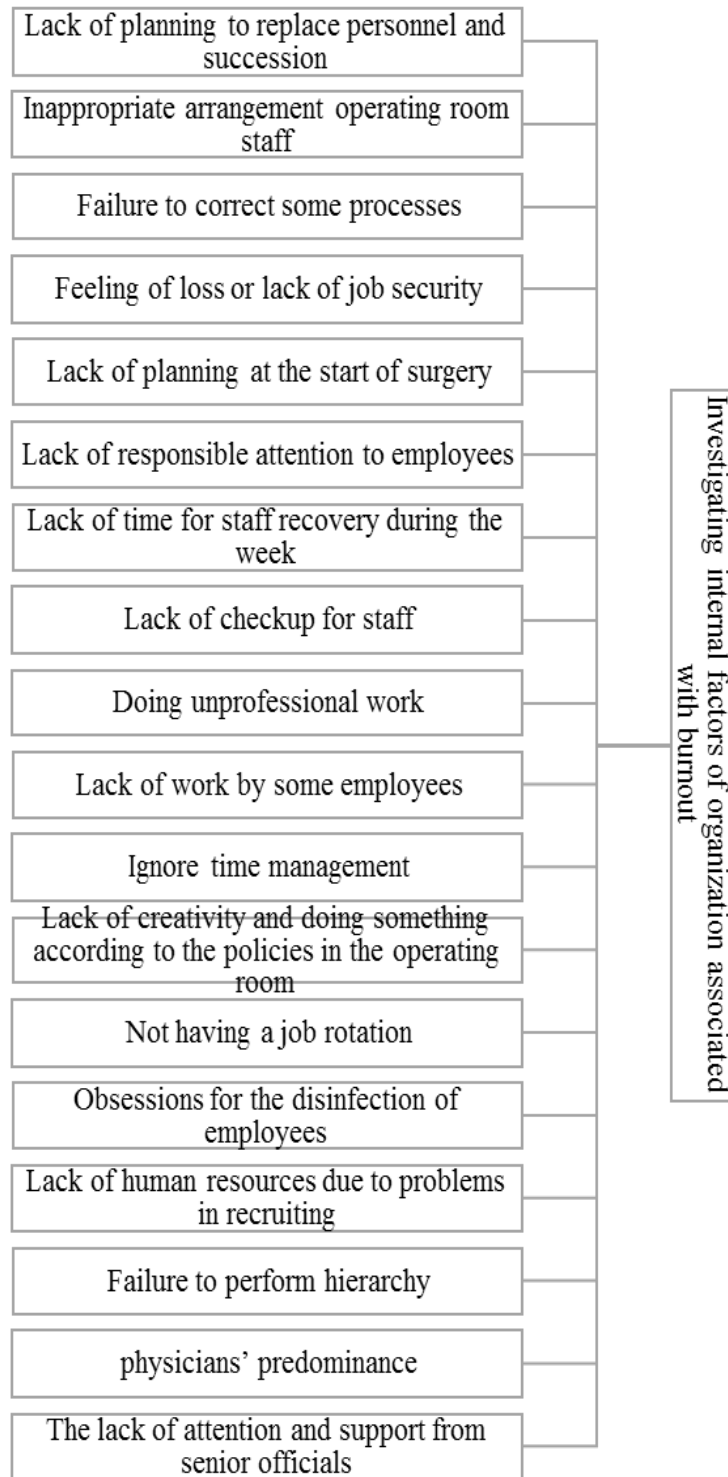 Lack of planning to replace personnel and
succession
Inappropriate arrangement operating room
staff
Failure to correct some processes
Feeling of loss or lack of job security
Lack of planning at the start of surgery
Lack of responsible attention to employees
Lack of time for staff recovery during the
week
Lack of checkup for staff
Doing unprofessional work
Lack of work by some employees
Ignore time management
Lack of creativity and doing something
according to the policies in the operating
room
Not having a job rotation
Obsessions for the disinfection of
employees
Lack of human resources due to problems
in recruiting
Failure to perform hierarchy
physicians’ predominance
The lack of attention and support from
senior officials
Investigating internal factors of organization associated
with burnout